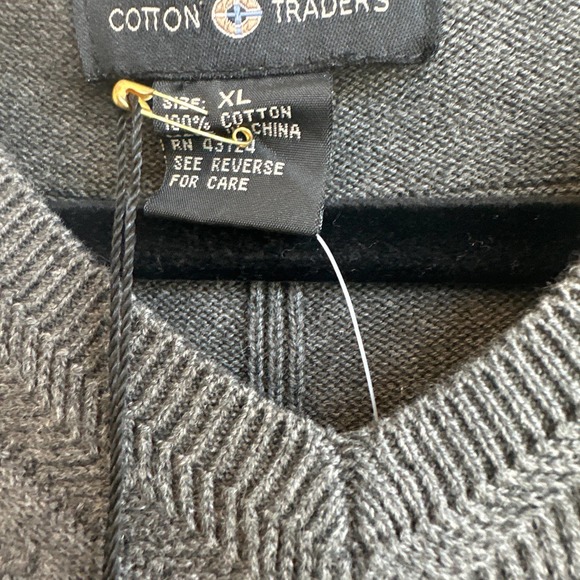 COTTON TRADERS
SIZE: XL
100% COTTON
CHINA
RN 43124
SEE REVERSE
FOR CARE